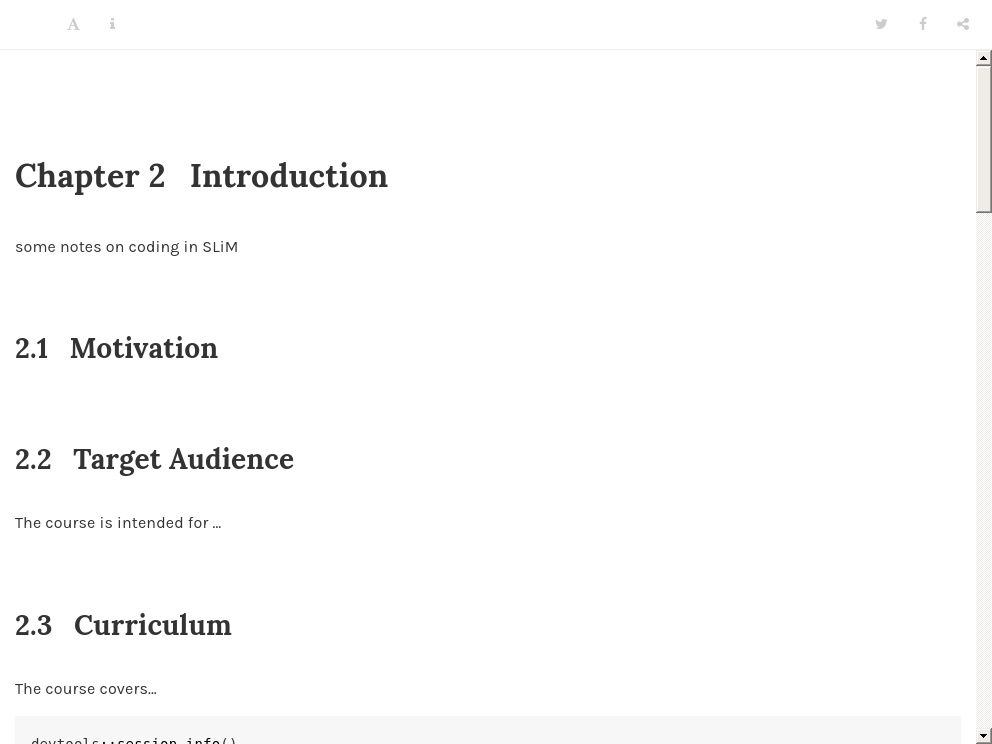 Chapter 2 Introduction
some notes on coding in SLiM
2.1 Motivation
2.2 Target Audience
The course is intended for …
2.3 Curriculum
The course covers…
devtools::session_info()